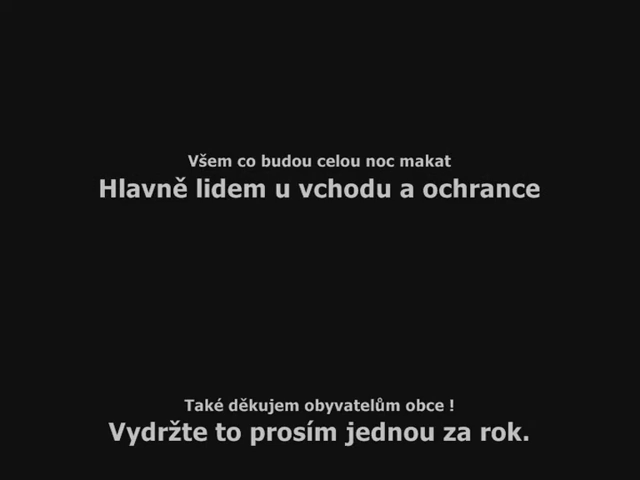 Všem co budou celou noc makat
Hlavně lidem u vchodu a ochrance
Také děkujem obyvatelům obce !
Vydržte to prosím jednou za rok.